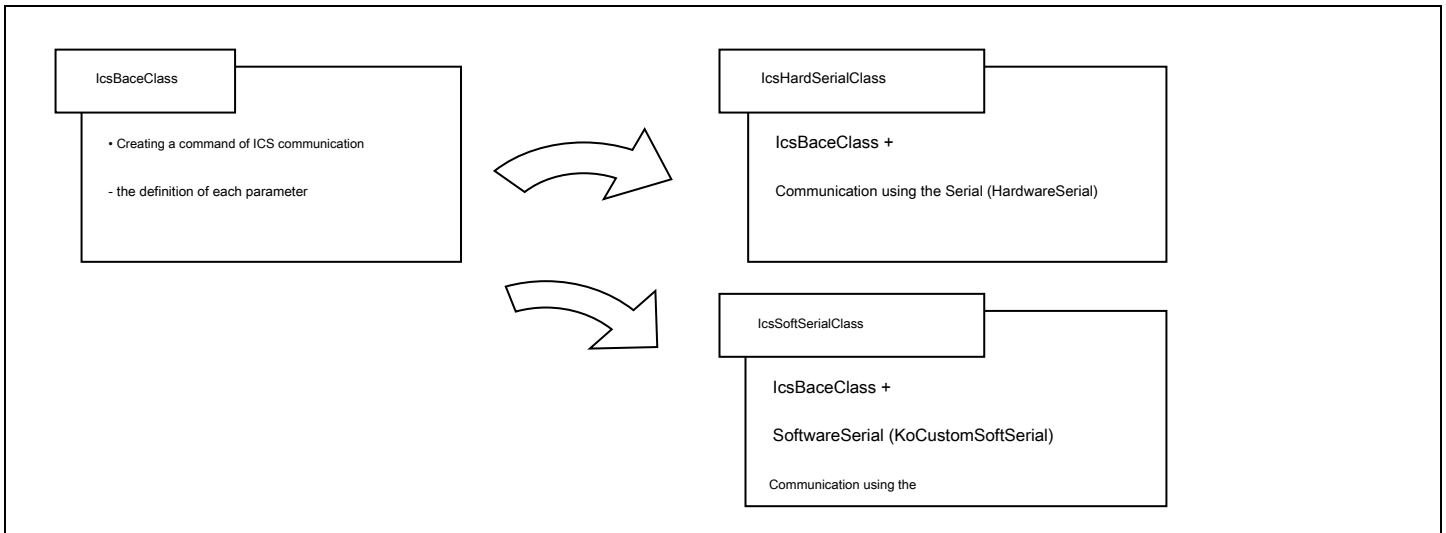 IcsBaceClass
• Creating a command of ICS communication
- the definition of each parameter
IcsHardSerialClass
IcsBaceClass +
Communication using the Serial (HardwareSerial)
IcsSoftSerialClass
IcsBaceClass +
SoftwareSerial (KoCustomSoftSerial)
Communication using the